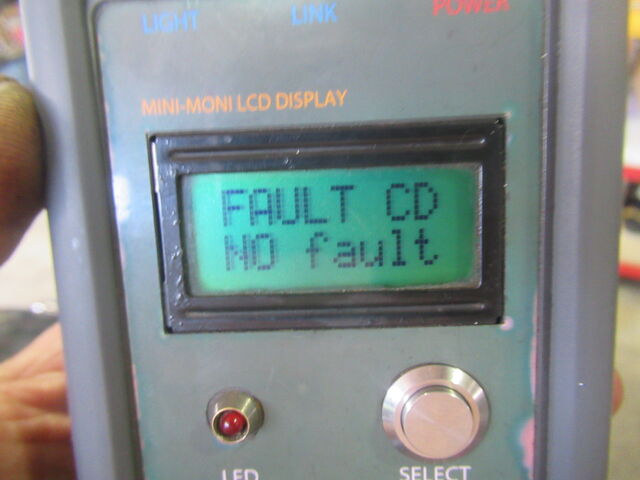 LIGHT LINK POWER
MINI-MONI LCD DISPLAY
FAULT CD
NO fault
LED SELECT